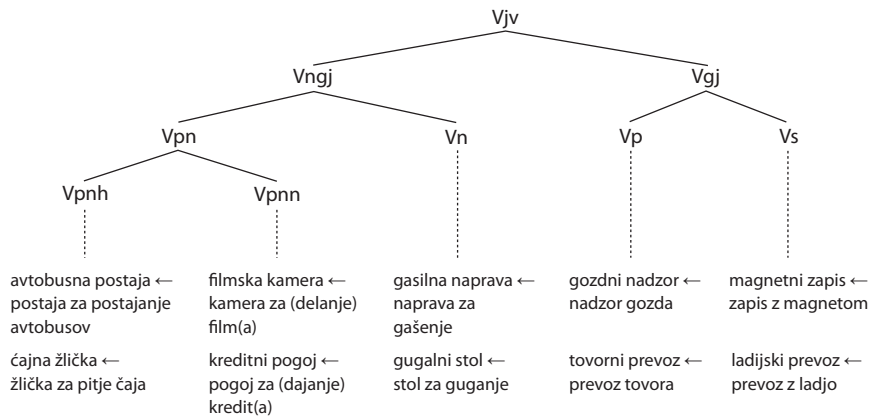 Vjv
Vngj
Vgj
Vpn
Vn
Vp
Vs
Vpnh
Vpnn
avtobusna postaja ←
postaja za postajanje
avtobusov
ćajna žlička ←
žlička za pitje čaja
filmska kamera ←
kamera za (delanje)
film(a)
kreditni pogoj ←
pogoj za (dajanje)
kredit(a)
gasilna naprava ←
naprava za
gašenje
gugalni stol ←
stol za guganje
gozdni nadzor ←
nadzor gozda
tovorni prevoz ←
prevoz tovora
magnetni zapis ←
zapis z magnetom
ladijski prevoz ←
prevoz z ladjo